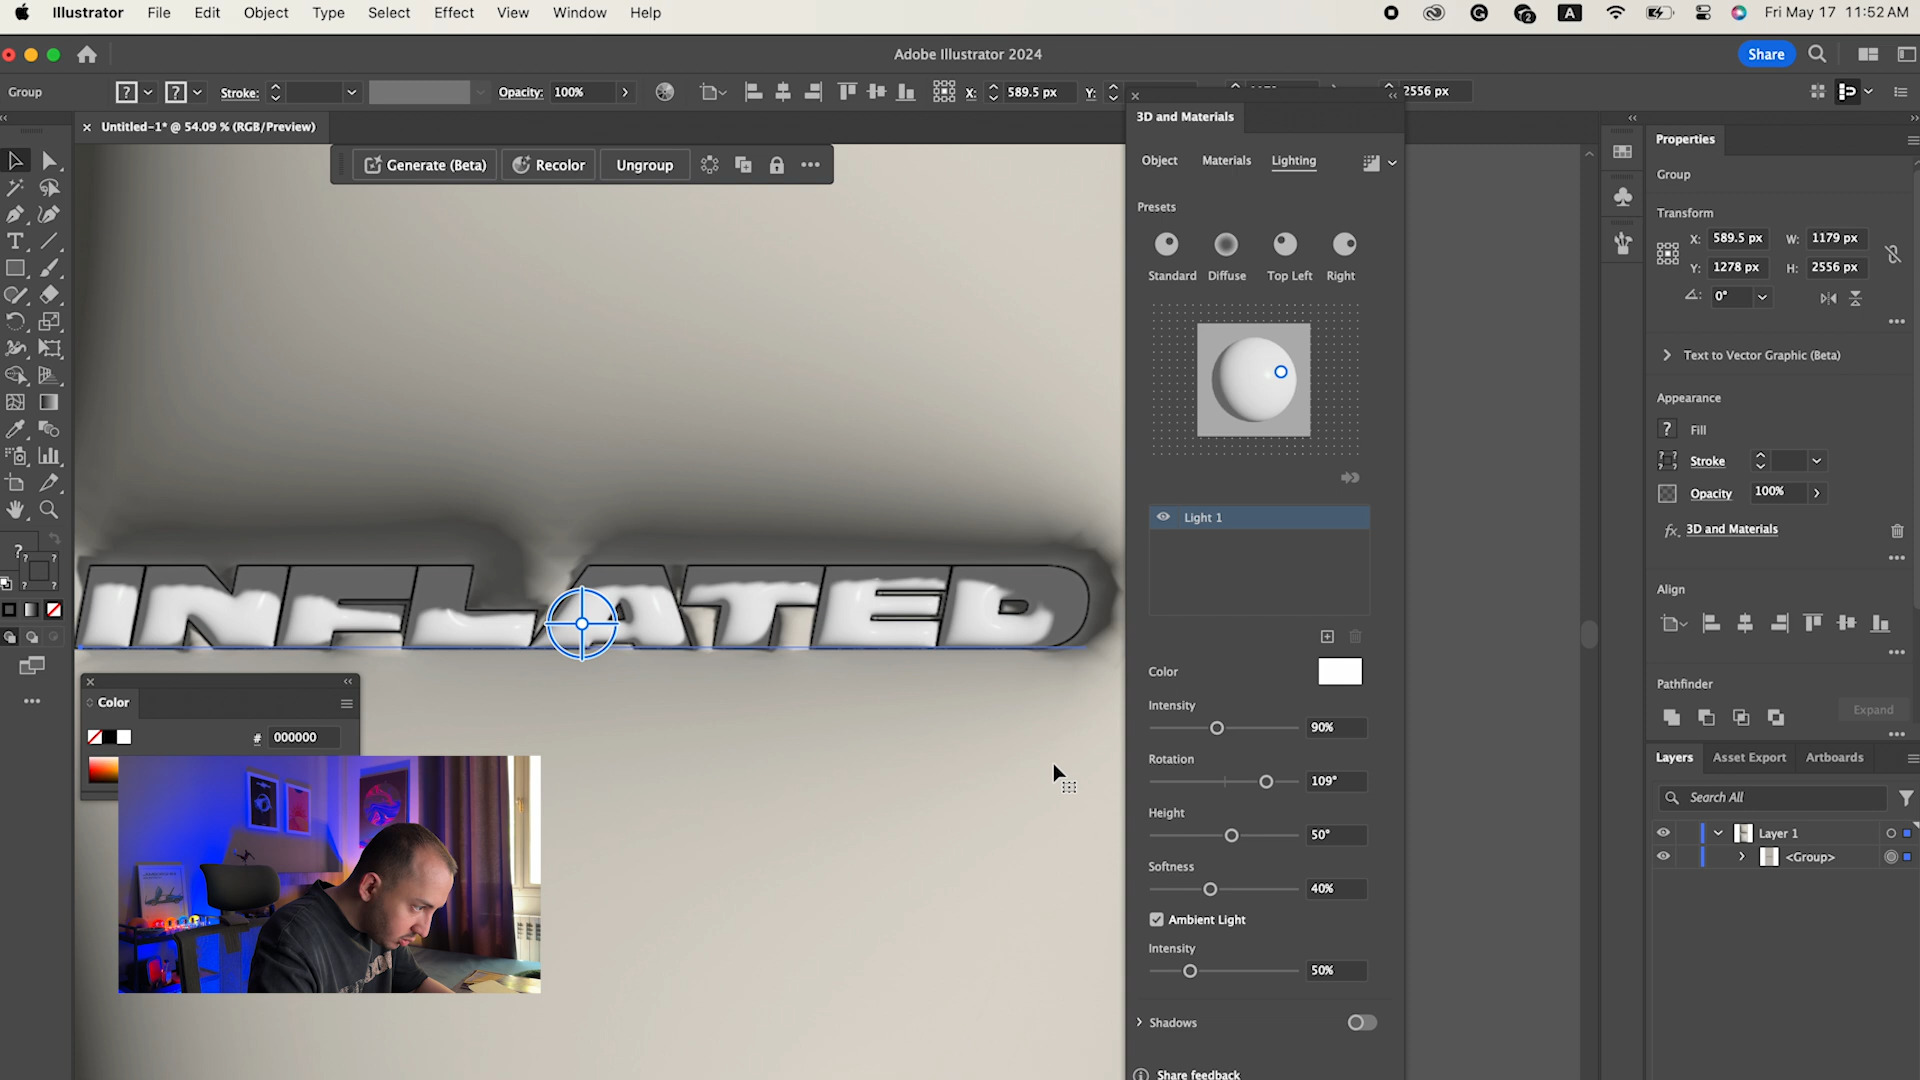 Illustrator File Edit Object Type Select Effect View Window Help A 2 Fri May 17 11:52 AM
Adobe Illustrator 2024 Share
Group ? ? Stroke: Opacity: 100% X: 589.5 px Y: 2556 px
Untitled-1* @ 54.09 % (RGB/Preview)
Generate (Beta) Recolor Ungroup
3D and Materials
Object Materials Lighting
Presets
Standard Diffuse Top Left Right
Light 1
Color
Intensity
90%
Rotation
109°
Height
50°
Softness
40%
Ambient Light
Intensity
50%
Shadows
Share feedback
INFLATED
Color
# 000000
Properties
Group
Transform
X: 589.5 px W: 1179 px
Y: 1278 px H: 2556 px
0°
Text to Vector Graphic (Beta)
Appearance
? Fill
Stroke
Opacity 100%
fx. 3D and Materials
Align
Pathfinder
Expand
Layers Asset Export Artboards
Search All
Layer 1
<Group>